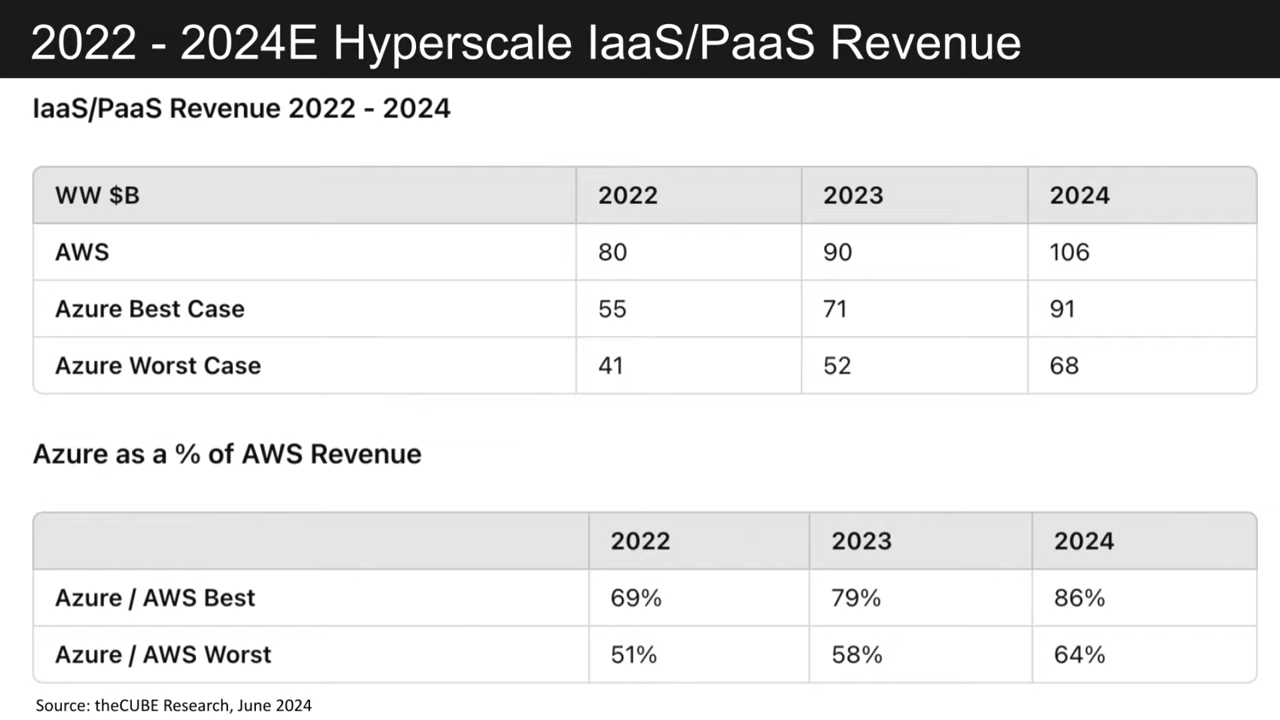 2022 - 2024E Hyperscale IaaS/PaaS Revenue
IaaS/PaaS Revenue 2022 - 2024
WW $B 2022 2023 2024
AWS 80 90 106
Azure Best Case 55 71 91
Azure Worst Case 41 52 68
Azure as a % of AWS Revenue
2022 2023 2024
Azure / AWS Best 69% 79% 86%
Azure / AWS Worst 51% 58% 64%
Source: theCUBE Research, June 2024